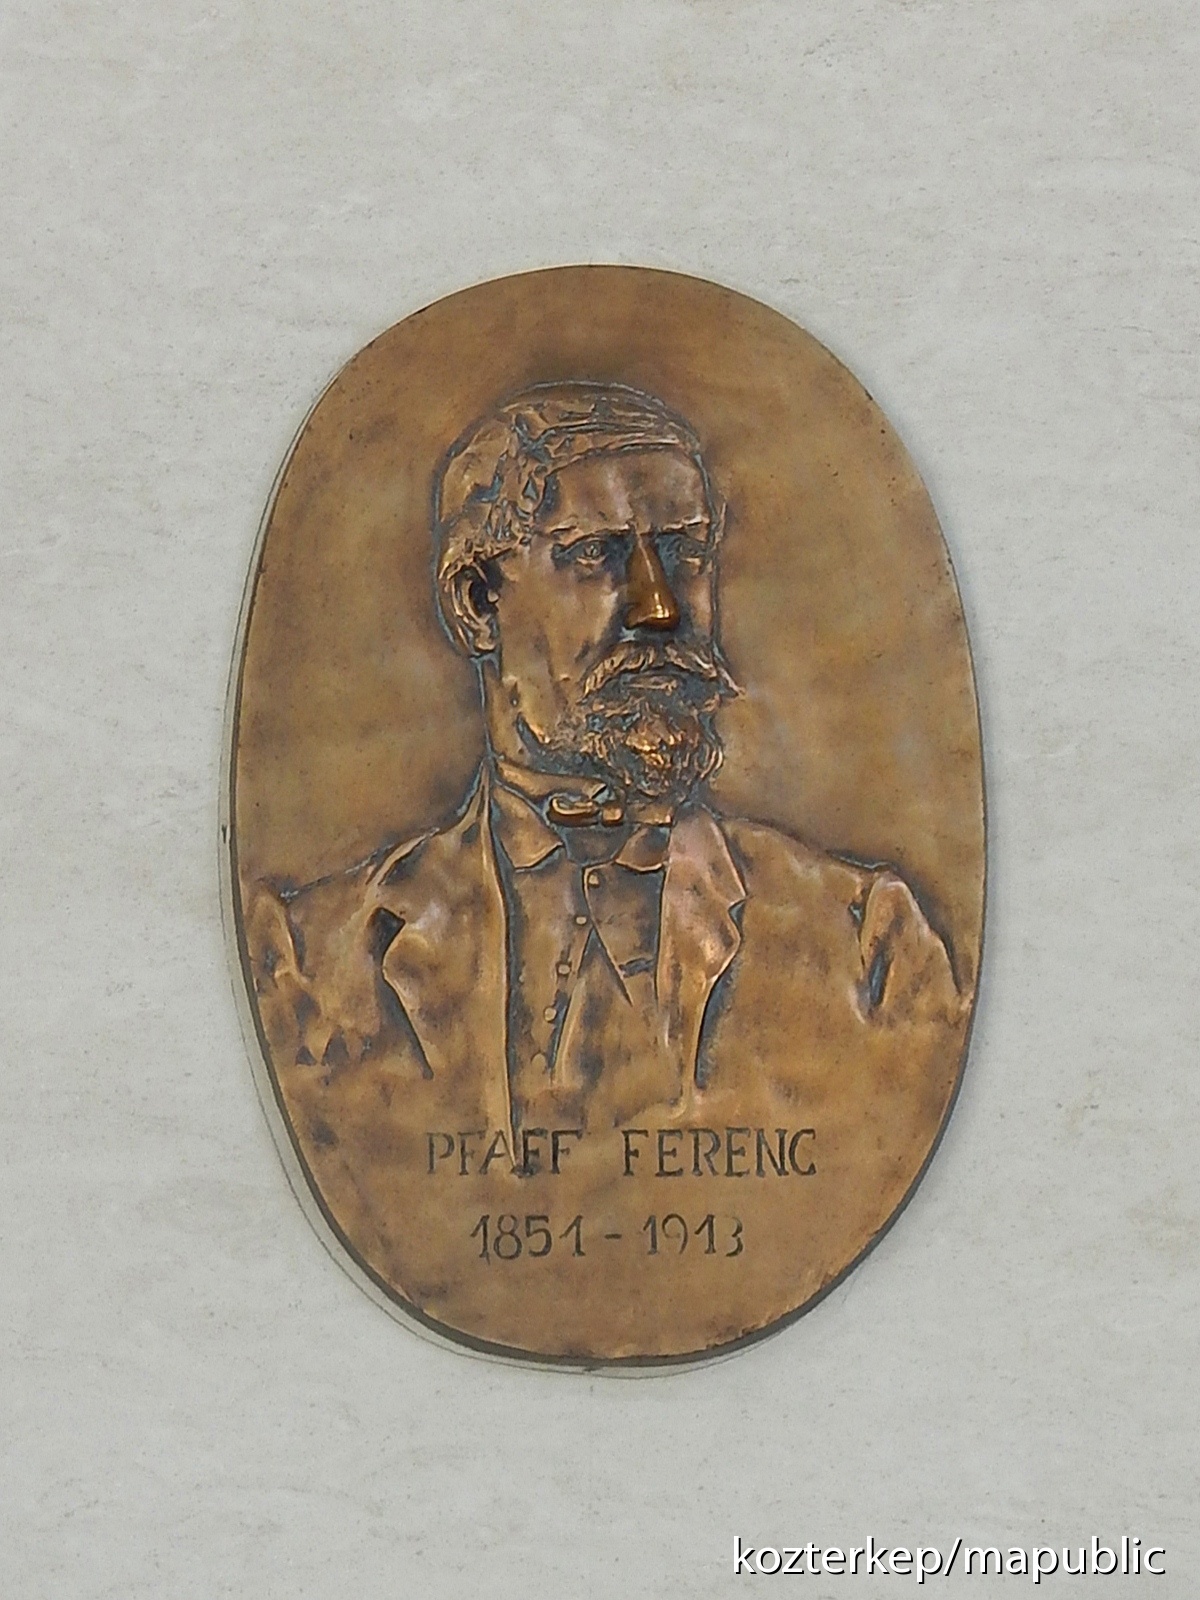 PFAFF FERENC
1851 - 1913
kozterkep/mapublic